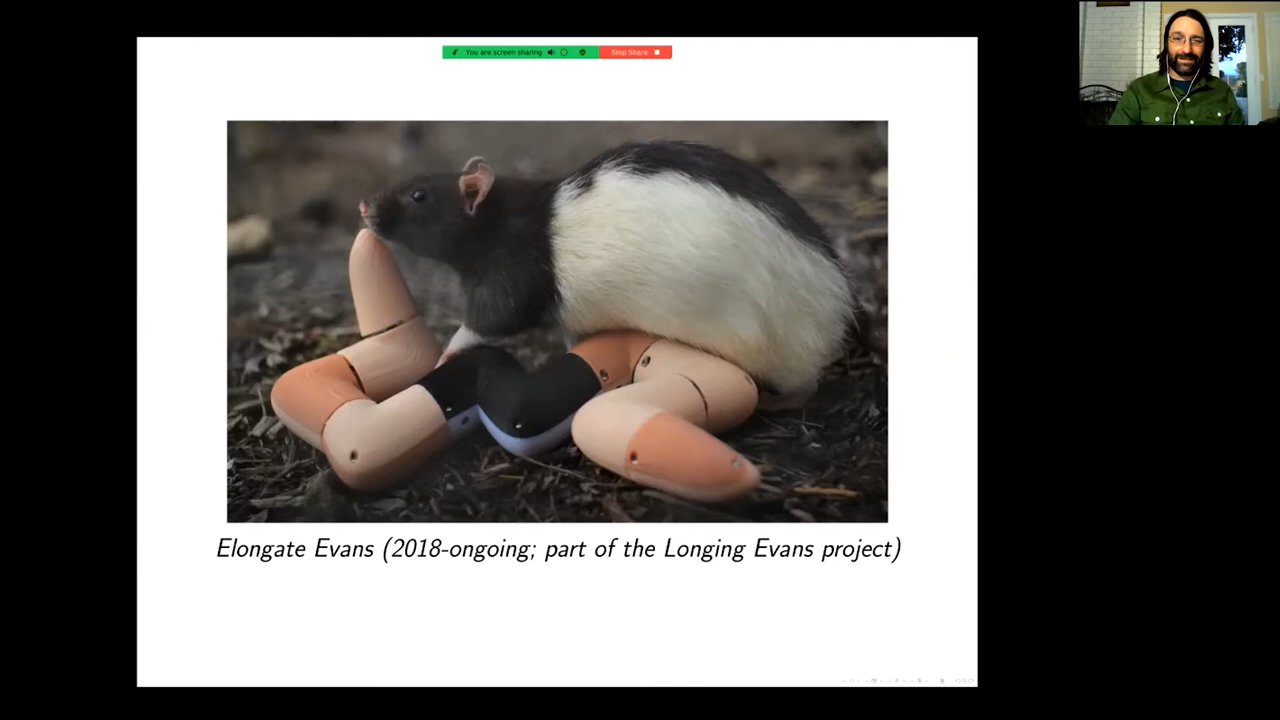 You are screen sharing
Stop Share
Elongate Evans (2018-ongoing; part of the Longing Evans project)